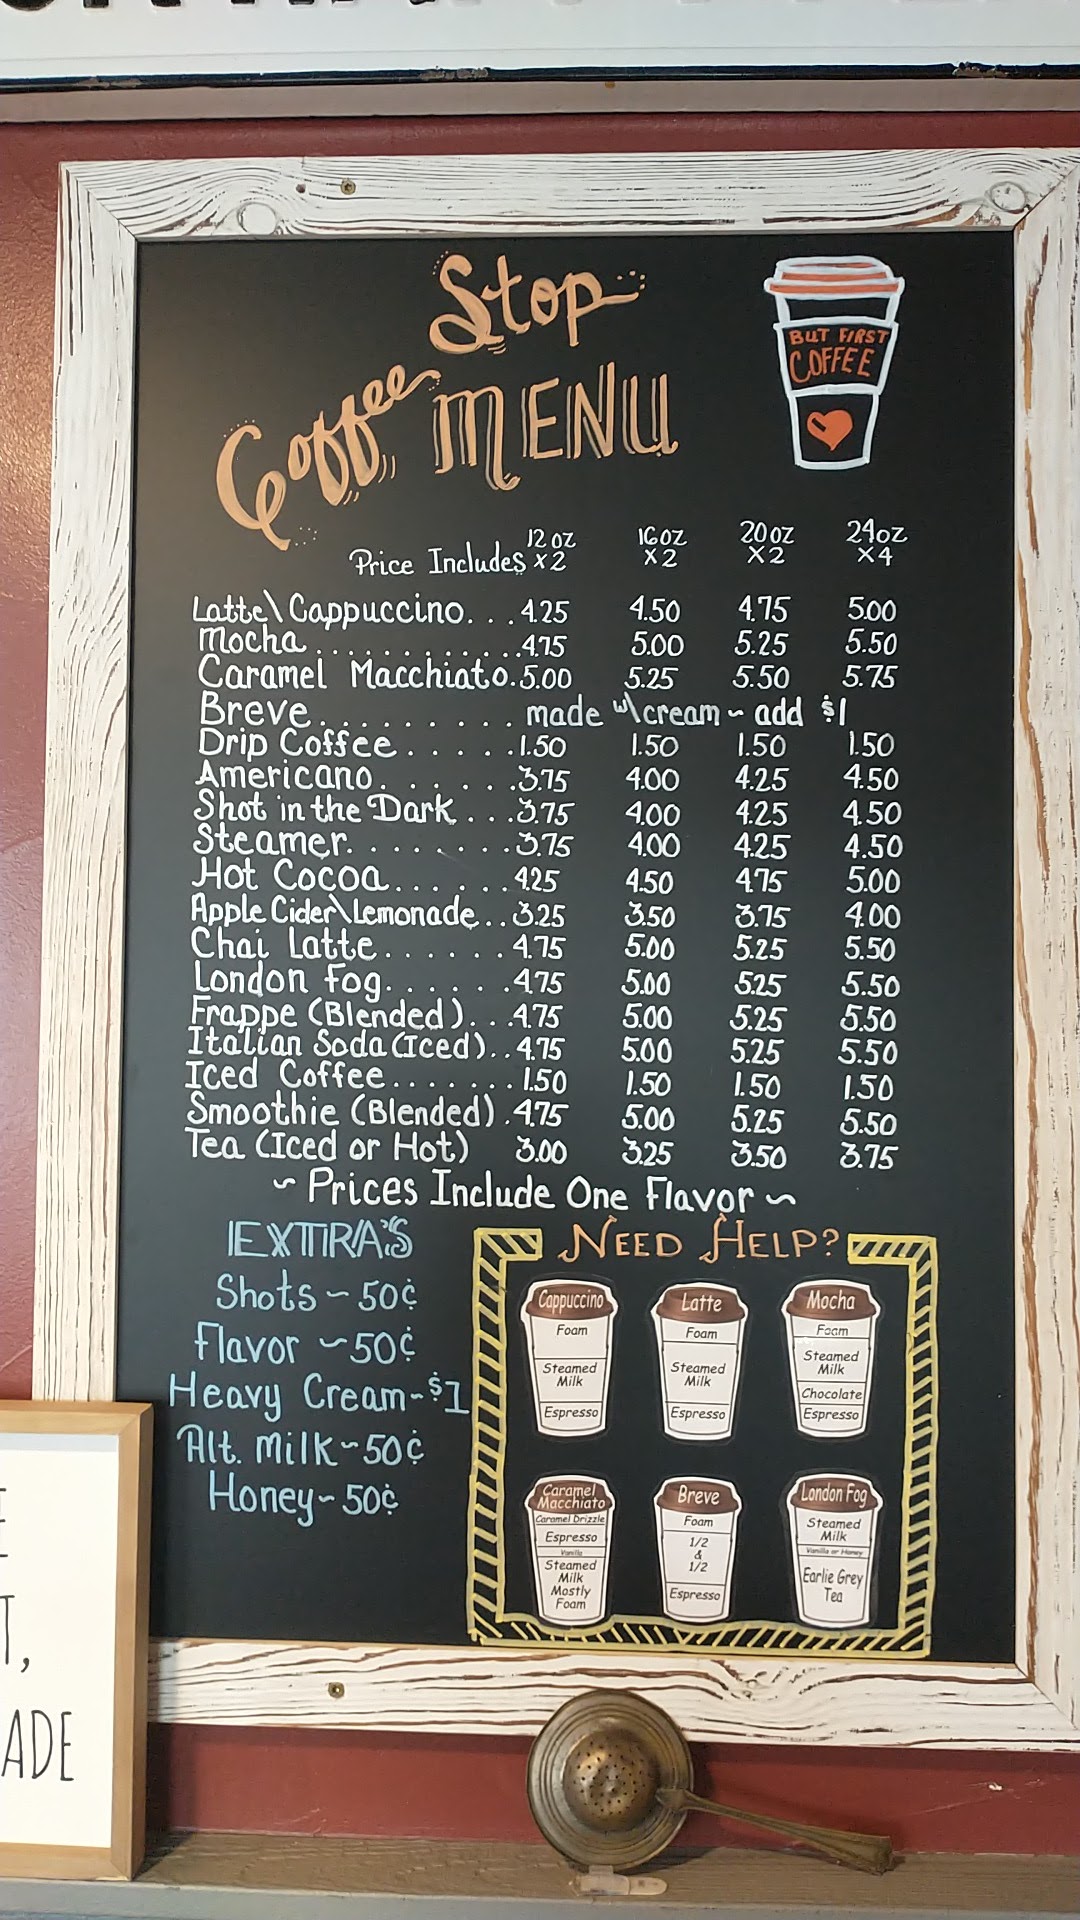 Stop
Coffee MENU
BUT FIRST
COFFEE
12 oz 16 oz 20 oz 24 oz
Price Includes x2 x2 x2 x4
Latte\Cappuccino...4.25 4.50 4.75 5.00
Mocha............4.75 5.00 5.25 5.50
Caramel Macchiato.5.00 5.25 5.50 5.75
Breve......... made w\cream ~ add $1
Drip Coffee.....1.50 1.50 1.50 1.50
Americano.......3.75 4.00 4.25 4.50
Shot in the Dark...3.75 4.00 4.25 4.50
Steamer........3.75 4.00 4.25 4.50
Hot Cocoa......4.25 4.50 4.75 5.00
Apple Cider\Lemonade..3.25 3.50 3.75 4.00
Chai Latte.......4.75 5.00 5.25 5.50
London Fog......4.75 5.00 5.25 5.50
Frappe (Blended)...4.75 5.00 5.25 5.50
Italian Soda (Iced)..4.75 5.00 5.25 5.50
Iced Coffee.......1.50 1.50 1.50 1.50
Smoothie (Blended).4.75 5.00 5.25 5.50
Tea (Iced or Hot) 3.00 3.25 3.50 3.75
~ Prices Include One Flavor ~
EXTRA'S
Shots ~ 50¢
Flavor ~ 50¢
Heavy Cream ~ $1
Alt. Milk ~ 50¢
Honey ~ 50¢
NEED HELP?
Cappuccino
Foam
Steamed
Milk
Espresso
Latte
Foam
Steamed
Milk
Espresso
Mocha
Foam
Steamed
Milk
Chocolate
Espresso
Caramel
Macchiato
Caramel Drizzle
Espresso
Vanilla
Steamed
Milk
Mostly
Foam
Breve
Foam
1/2
&
1/2
Espresso
London Fog
Steamed
Milk
Vanilla or Honey
Earlie Grey
Tea
T,
ADE